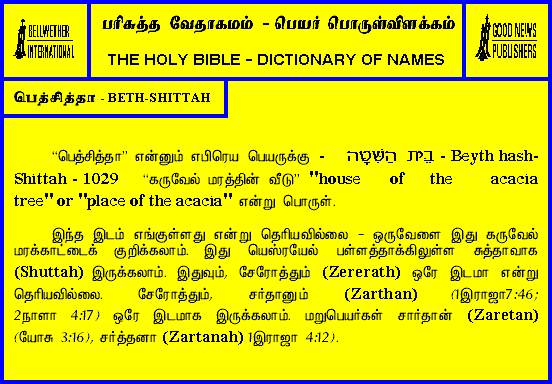 BELLWETHER
INTERNATIONAL
பரிசுத்த வேதாகமம் - பெயர் பொருள்விளக்கம்
THE HOLY BIBLE - DICTIONARY OF NAMES
GOOD NEWS
PUBLISHERS
பெத்சித்தா - BETH-SHITTAH
“பெத்சித்தா” என்னும் எபிரெய பெயருக்கு - בֵּית הַשִּׁטָּה - Beyth hash-
Shittah - 1029 “கருவேல் மரத்தின் வீடு” "house of the acacia
tree" or "place of the acacia" என்று பொருள்.
இந்த இடம் எங்குள்ளது என்று தெரியவில்லை - ஒருவேளை இது கருவேல்
மரக்காட்டைக் குறிக்கலாம். இது யெஸ்ரயேல் பள்ளத்தாக்கிலுள்ள சுத்தாவாக
(Shuttah) இருக்கலாம். இதுவும், சேரோத்தும் (Zererath) ஒரே இடமா என்று
தெரியவில்லை. சேரோத்தும், சர்தானும் (Zarthan) (1இராஜா7:46;
2நாளா 4:17) ஒரே இடமாக இருக்கலாம். மறுபெயர்கள் சார்தான் (Zaretan)
(யோசு 3:16), சர்த்தனா (Zartanah) 1இராஜா 4:12).